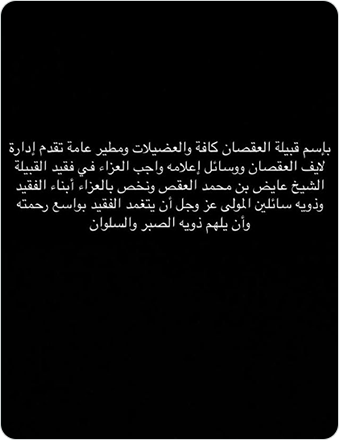 بإسم قبيلة العقصان كافة والعضيلات ومطير عامة تقدم إدارة
لايف العقصان ووسائل إعلامه واجب العزاء في فقيد القبيلة
الشيخ عايض بن محمد العقص ونخص بالعزاء أبناء الفقيد
وذويه سائلين المولى عز وجل أن يتغمد الفقيد بواسع رحمته
وأن يلهم ذويه الصبر والسلوان